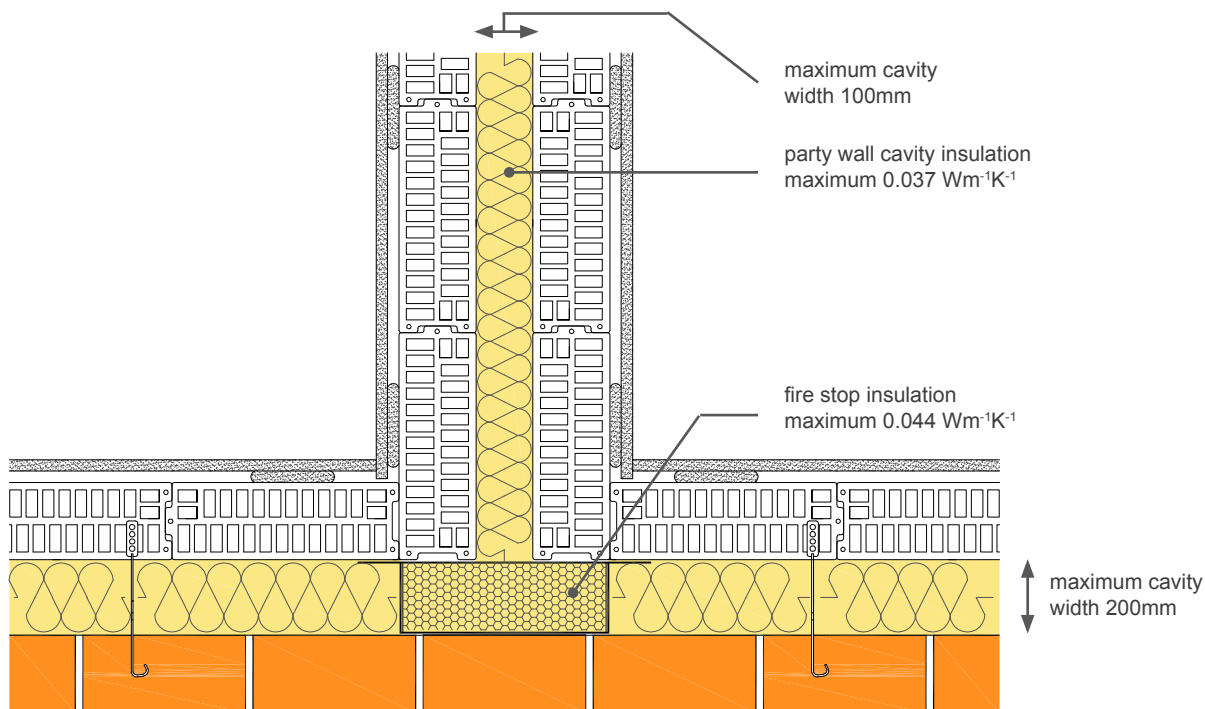 maximum cavity
width 100mm
party wall cavity insulation
maximum 0.037 Wm⁻¹K⁻¹
fire stop insulation
maximum 0.044 Wm⁻¹K⁻¹
maximum cavity
width 200mm